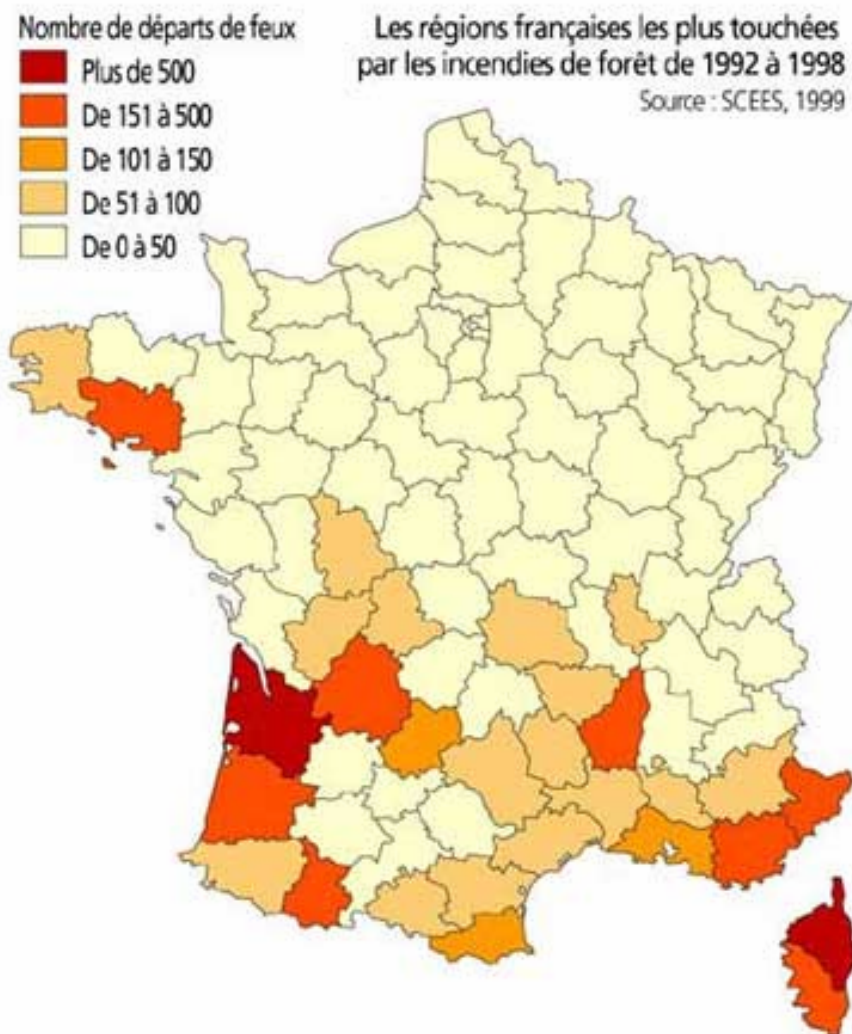 Nombre de départs de feux
Plus de 500
De 151 à 500
De 101 à 150
De 51 à 100
De 0 à 50
Les régions françaises les plus touchées
par les incendies de forêt de 1992 à 1998
Source : SCEES, 1999